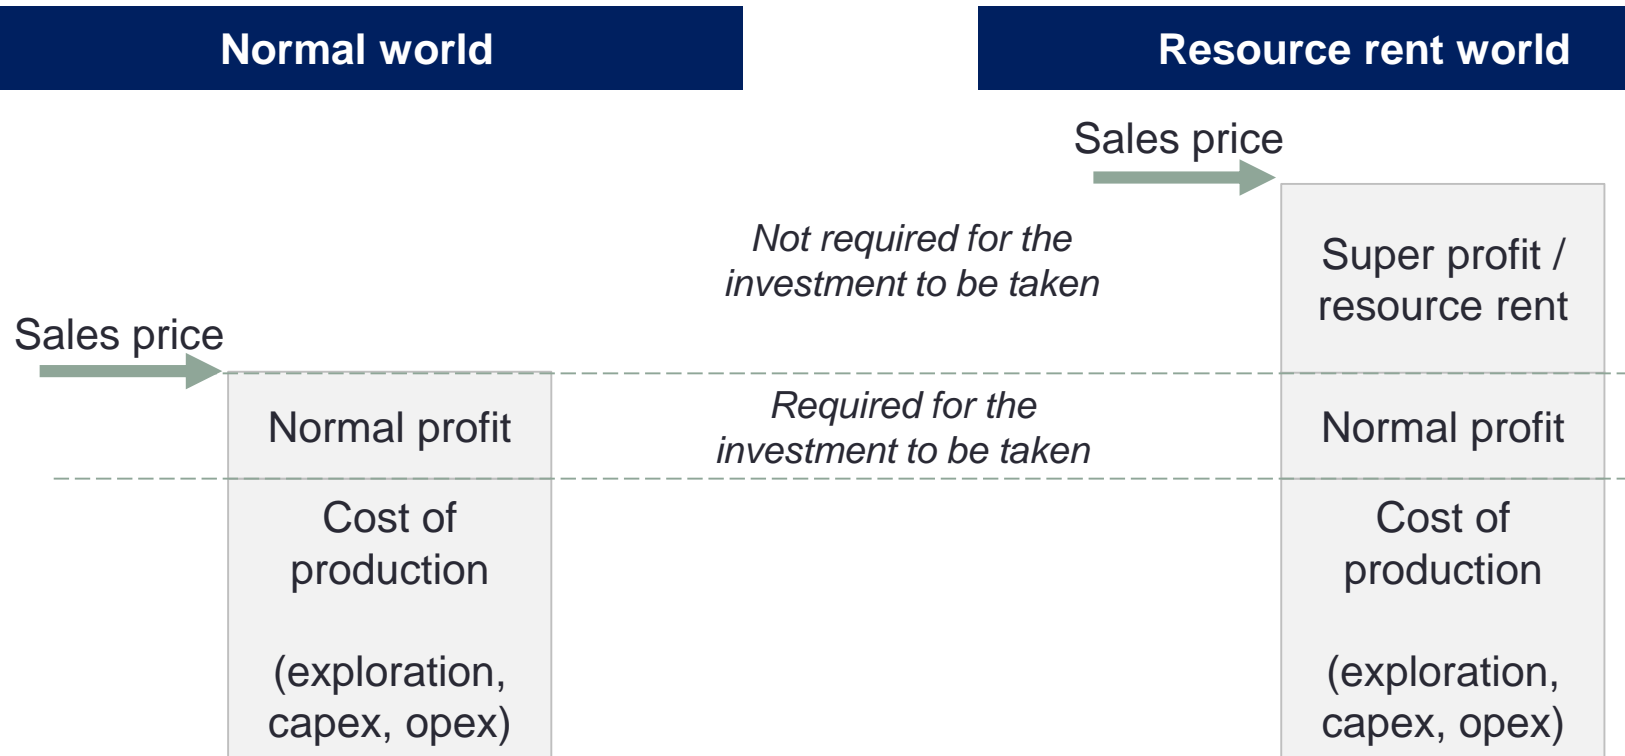 Normal world
Resource rent world
Sales price
Not required for the
investment to be taken
Super profit /
resource rent
Sales price
Normal profit
Required for the
investment to be taken
Normal profit
Cost of
production
(exploration,
capex, opex)
Cost of
production
(exploration,
capex, opex)